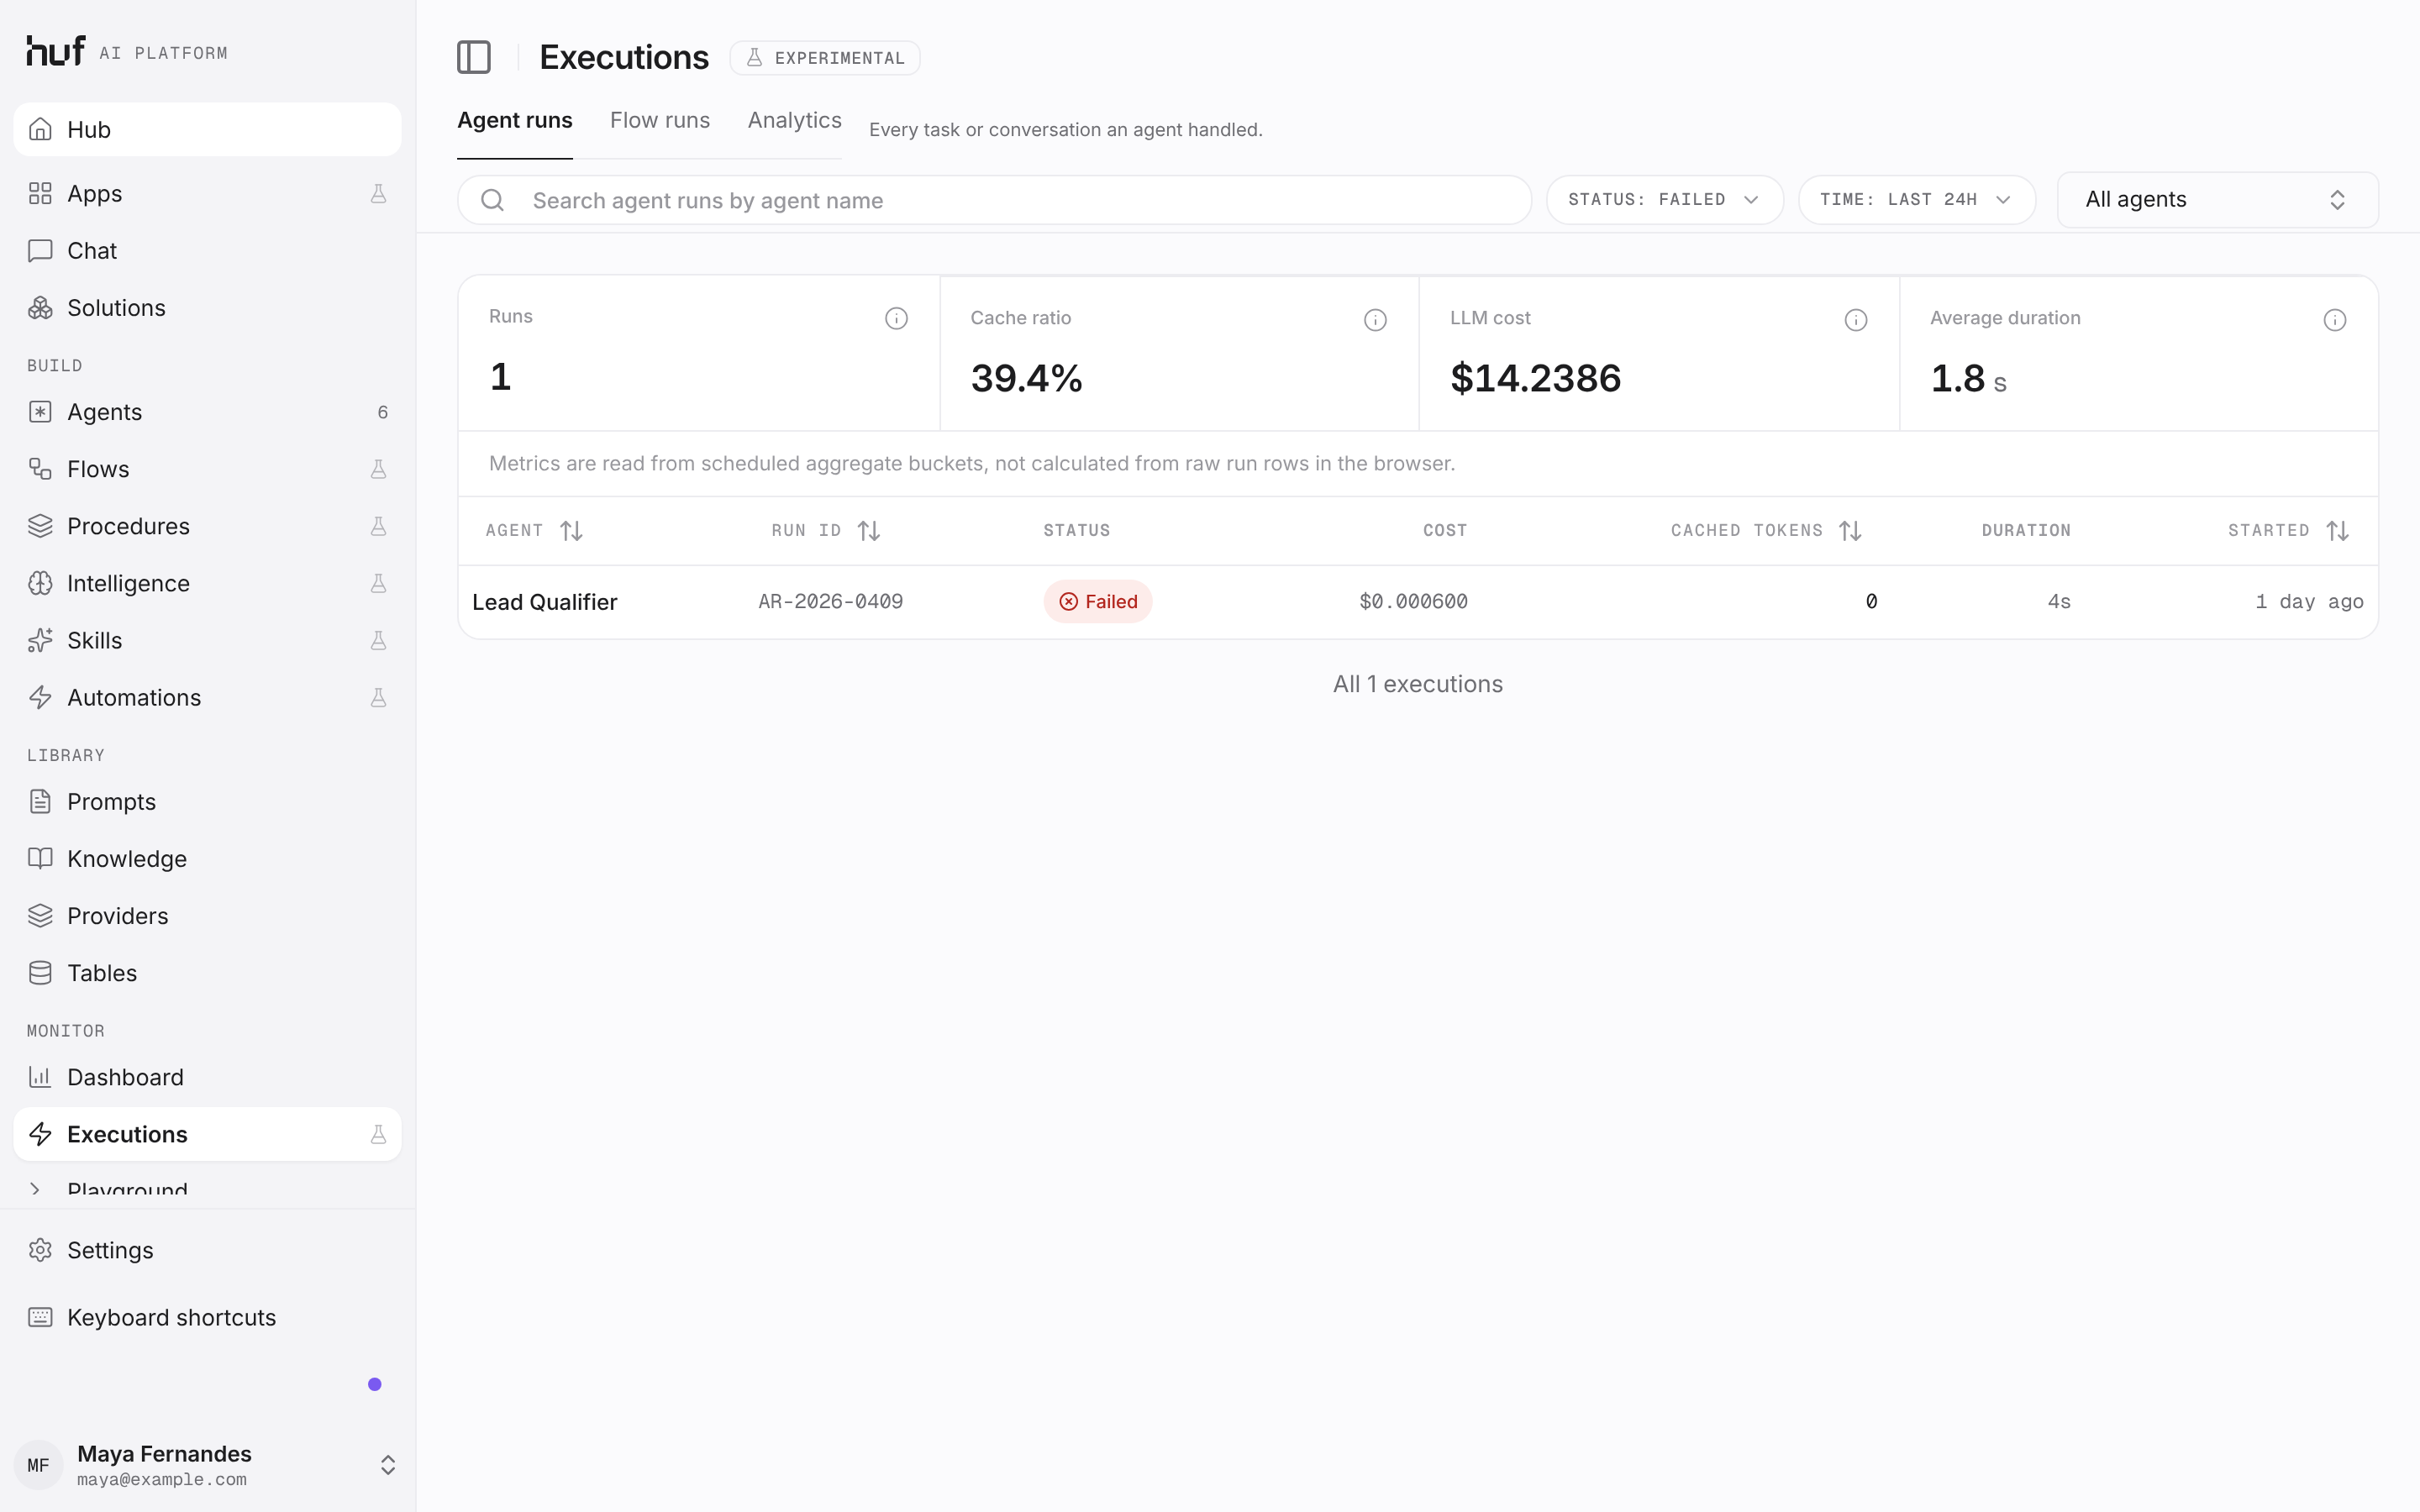 huf AI PLATFORM
Hub
Apps
Chat
Solutions
BUILD
Agents 6
Flows
Procedures
Intelligence
Skills
Automations
LIBRARY
Prompts
Knowledge
Providers
Tables
MONITOR
Dashboard
Executions
Playground
Settings
Keyboard shortcuts
MF Maya Fernandes
maya@example.com
Executions EXPERIMENTAL
Agent runs Flow runs Analytics Every task or conversation an agent handled.
Search agent runs by agent name STATUS: FAILED TIME: LAST 24H All agents
Runs Cache ratio LLM cost Average duration
1 39.4% $14.2386 1.8 s
Metrics are read from scheduled aggregate buckets, not calculated from raw run rows in the browser.
AGENT RUN ID STATUS COST CACHED TOKENS DURATION STARTED
Lead Qualifier AR-2026-0409 Failed $0.000600 0 4s 1 day ago
All 1 executions